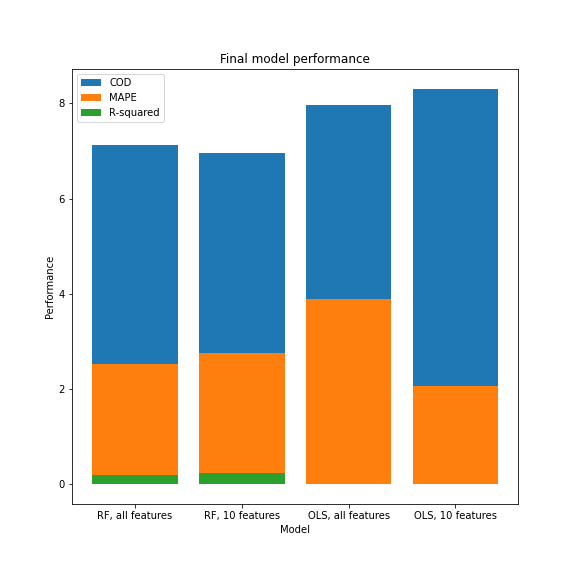 Final model performance
COD
MAPE
R-squared
8
6
4
2
0
Performance
RF, all features
RF, 10 features
OLS, all features
OLS, 10 features
Model